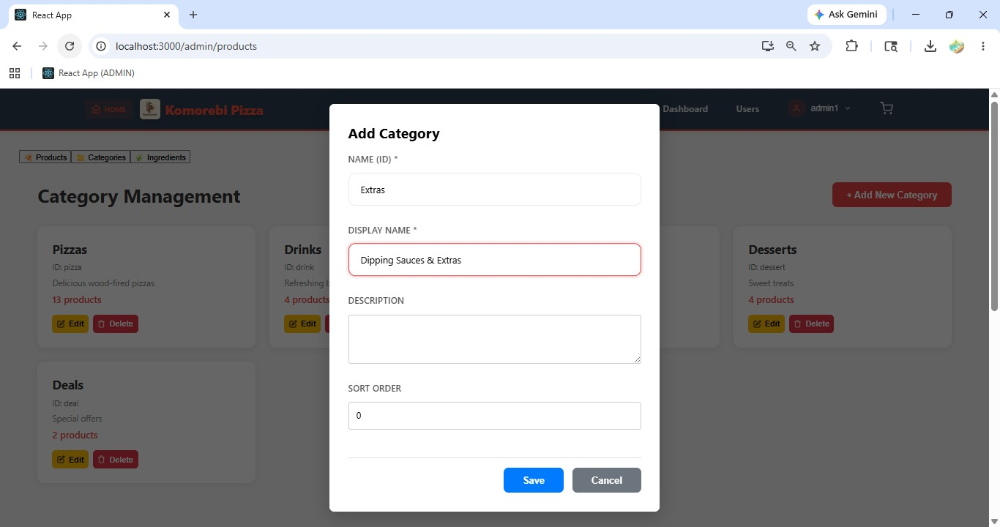 React App
Ask Gemini
localhost:3000/admin/products
React App (ADMIN)
HOME
Komorebi Pizza
Dashboard
Users
admin1
Products
Categories
Ingredients
Category Management
+ Add New Category
Pizzas
ID: pizza
Delicious wood-fired pizzas
13 products
Edit
Delete
Drinks
ID: drink
Refreshing
4 products
Edit
Desserts
ID: dessert
Sweet treats
4 products
Edit
Delete
Deals
ID: deal
Special offers
2 products
Edit
Delete
Add Category
NAME (ID) *
Extras
DISPLAY NAME *
Dipping Sauces & Extras
DESCRIPTION
SORT ORDER
0
Save
Cancel